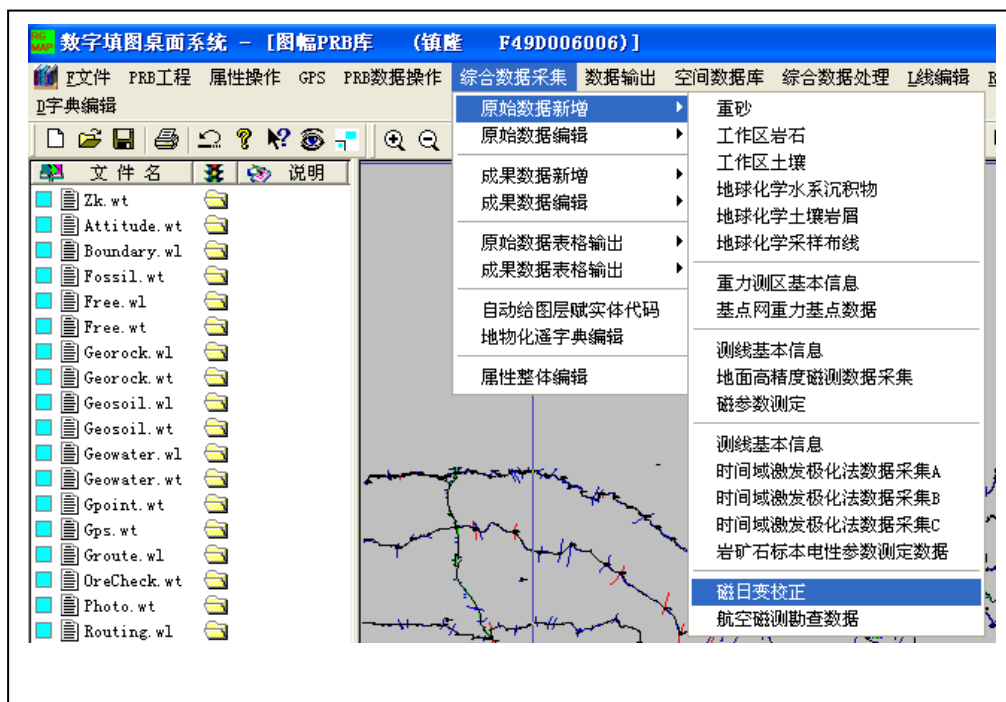 RG
MAP
数字填图桌面系统 - [图幅PRB库 (镇隆 F49D006006)]
F文件 PRB工程 属性操作 GPS PRB数据操作 综合数据采集 数据输出 空间数据库 综合数据处理 L线编辑
D字典编辑
文件名 说明
Zk.wt
Attitude.wt
Boundary.wl
Fossil.wt
Free.wl
Free.wt
Georock.wl
Georock.wt
Geosoil.wl
Geosoil.wt
Geowater.wl
Geowater.wt
Gpoint.wt
Gps.wt
Groute.wl
OreCheck.wt
Photo.wt
Routing.wl
原始数据新增
原始数据编辑
成果数据新增
成果数据编辑
原始数据表格输出
成果数据表格输出
自动给图层赋实体代码
地物化遥字典编辑
属性整体编辑
重砂
工作区岩石
工作区土壤
地球化学水系沉积物
地球化学土壤岩屑
地球化学采样布线
重力测区基本信息
基点网重力基点数据
测线基本信息
地面高精度磁测数据采集
磁参数测定
测线基本信息
时间域激发极化法数据采集A
时间域激发极化法数据采集B
时间域激发极化法数据采集C
岩矿石标本电性参数测定数据
磁日变校正
航空磁测勘查数据